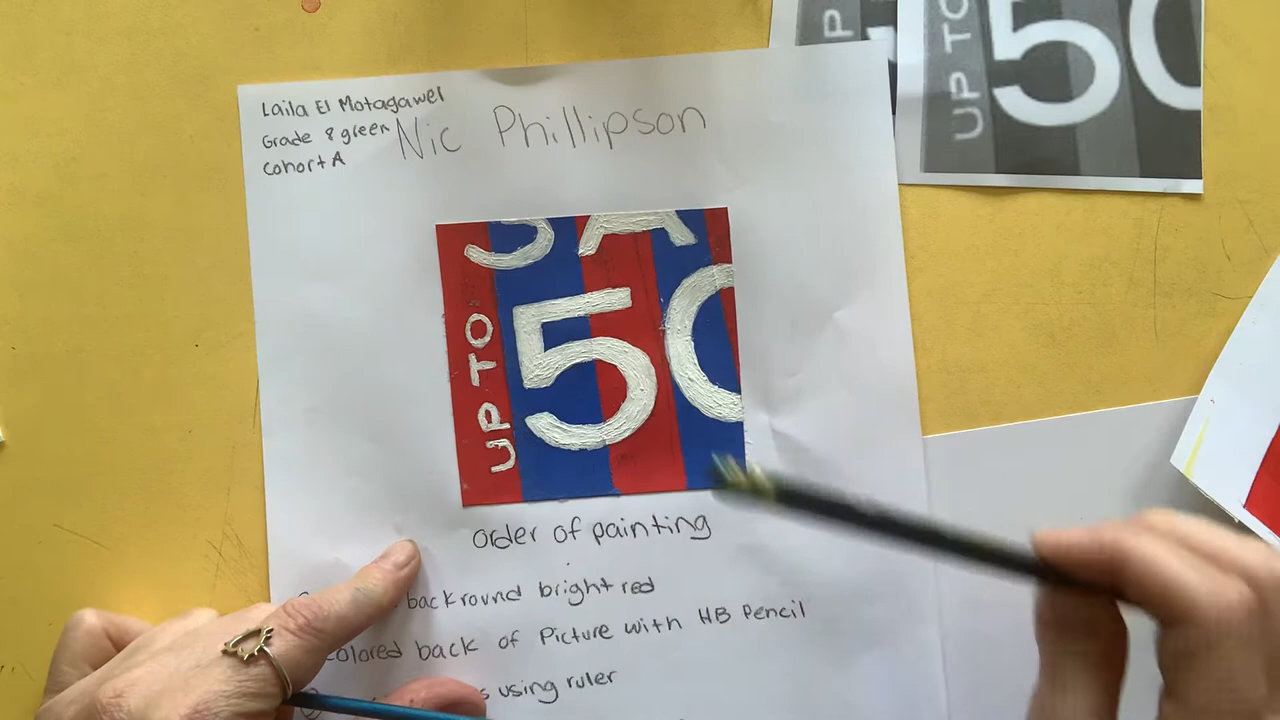 Laila El Motagawel
Grade 8 green
Cohort A
Nic Phillipson
SA
UP TO
50
order of painting
backround bright red
colored back of Picture with HB Pencil
using ruler
UP TO
50
P